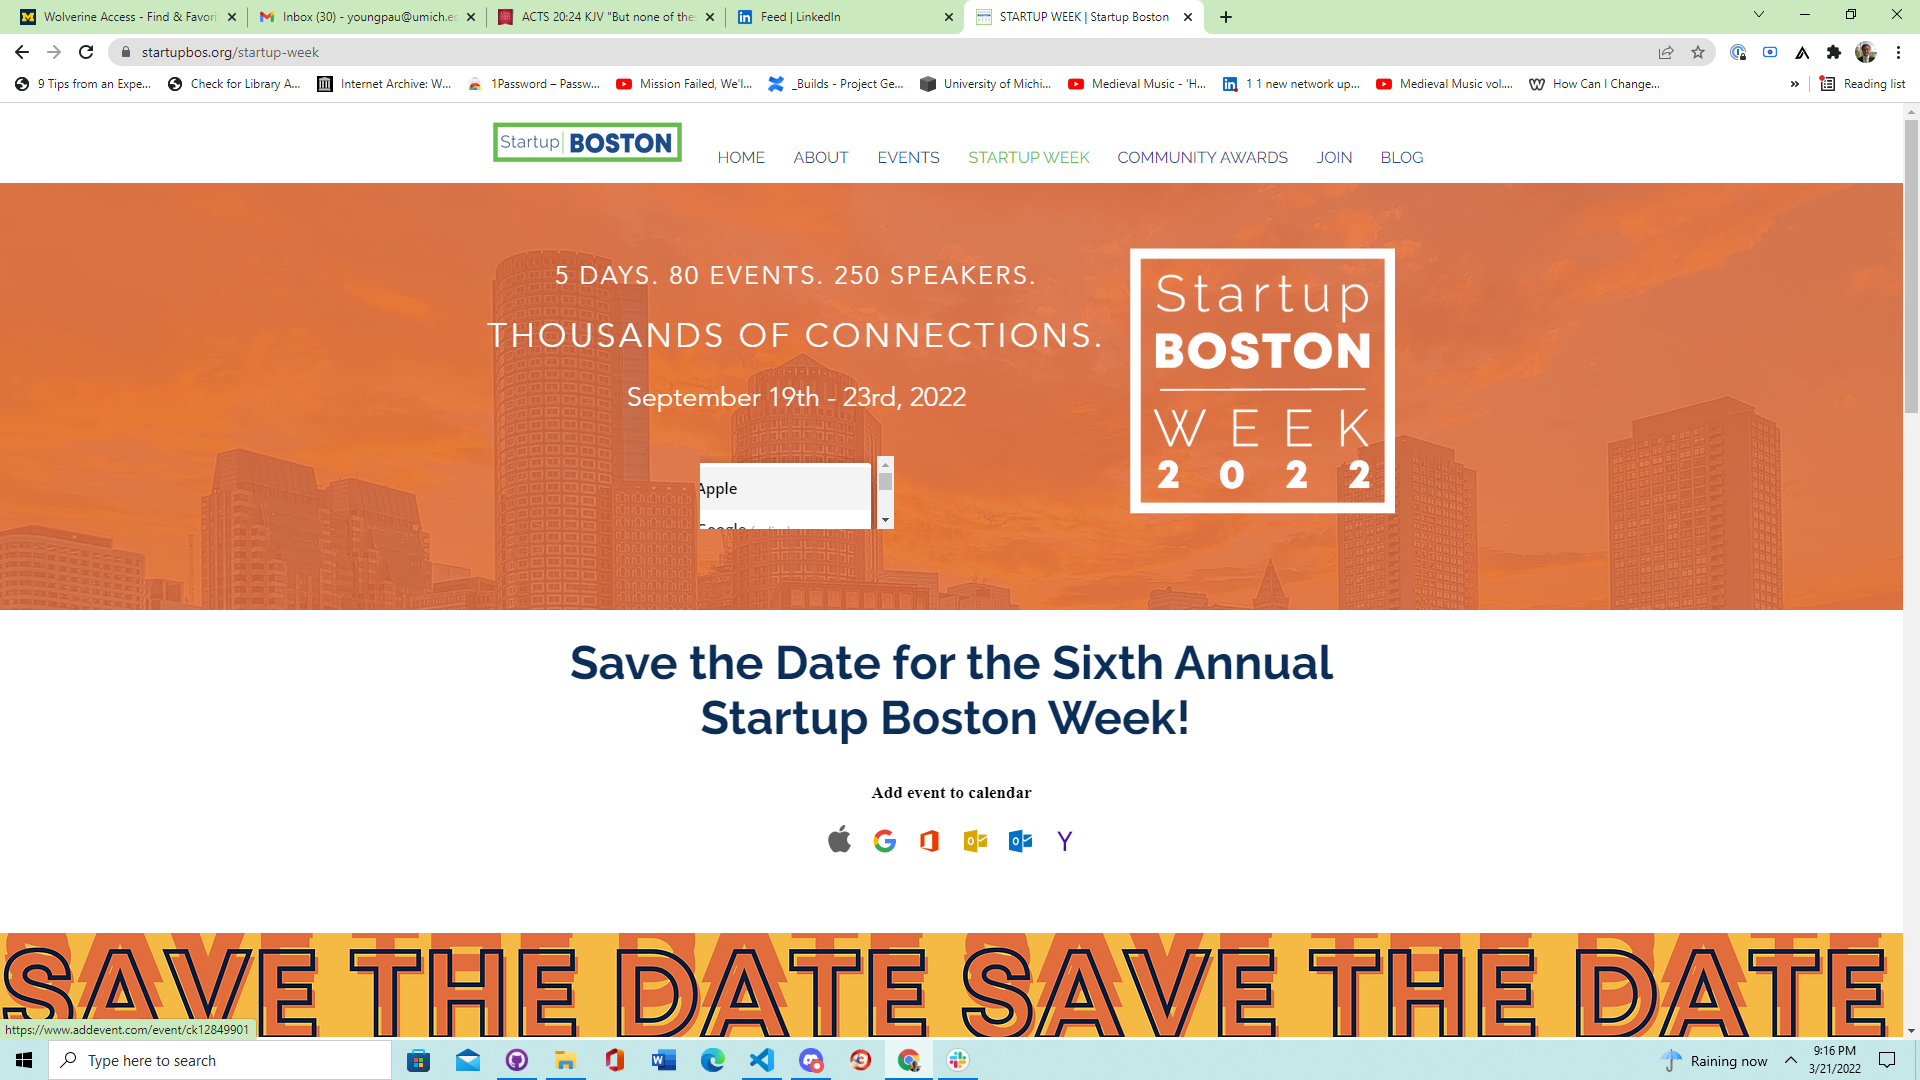 Wolverine Access - Find & Favori
Inbox (30) - youngpau@umich.ed
ACTS 20:24 KJV "But none of thes
Feed | LinkedIn
STARTUP WEEK | Startup Boston
startupbos.org/startup-week
9 Tips from an Expe...
Check for Library A...
Internet Archive: W...
1Password – Passw...
Mission Failed, We'l...
_Builds - Project Ge...
University of Michi...
Medieval Music - 'H...
1 1 new network up...
Medieval Music vol....
How Can I Change...
»
Reading list
Startup BOSTON
HOME
ABOUT
EVENTS
STARTUP WEEK
COMMUNITY AWARDS
JOIN
BLOG
5 DAYS. 80 EVENTS. 250 SPEAKERS.
THOUSANDS OF CONNECTIONS.
September 19th - 23rd, 2022
Apple
Google
Startup
BOSTON
WEEK
2022
Save the Date for the Sixth Annual
Startup Boston Week!
Add event to calendar
SAVE THE DATE SAVE THE DATE
https://www.addevent.com/event/ck12849901
Type here to search
Raining now
9:16 PM
3/21/2022